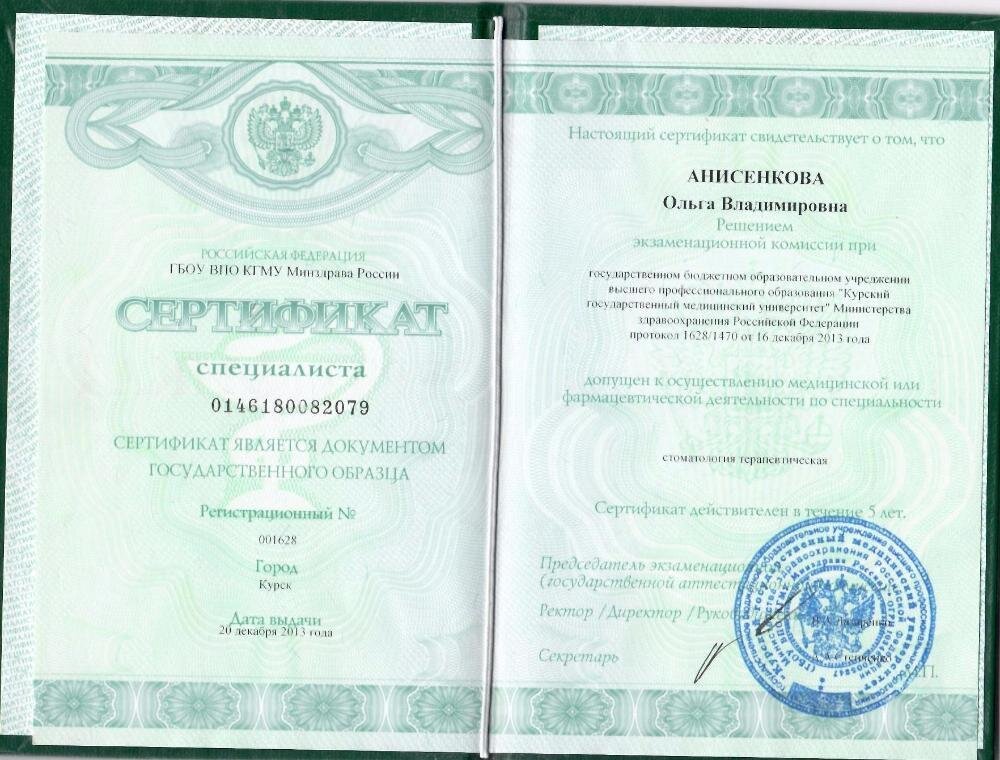 РОССИЙСКАЯ ФЕДЕРАЦИЯ
ГБОУ ВПО КГМУ Минздрава России
СЕРТИФИКАТ
специалиста
0146180082079
СЕРТИФИКАТ ЯВЛЯЕТСЯ ДОКУМЕНТОМ
ГОСУДАРСТВЕННОГО ОБРАЗЦА
Регистрационный №
001628
Город
Курск
Дата выдачи
20 декабря 2013 года
Настоящий сертификат свидетельствует о том, что
АНИСЕНКОВА
Ольга Владимировна
Решением
экзаменационной комиссии при
государственном бюджетном образовательном учреждении
высшего профессионального образования "Курский
государственный медицинский университет" Министерства
здравоохранения Российской Федерации
протокол 1628/1470 от 16 декабря 2013 года
допущен к осуществлению медицинской или
фармацевтической деятельности по специальности
стоматология терапевтическая
Сертификат действителен в течение 5 лет.
Председатель
(государственной
Ректор /Директор
Секретарь
М.П.